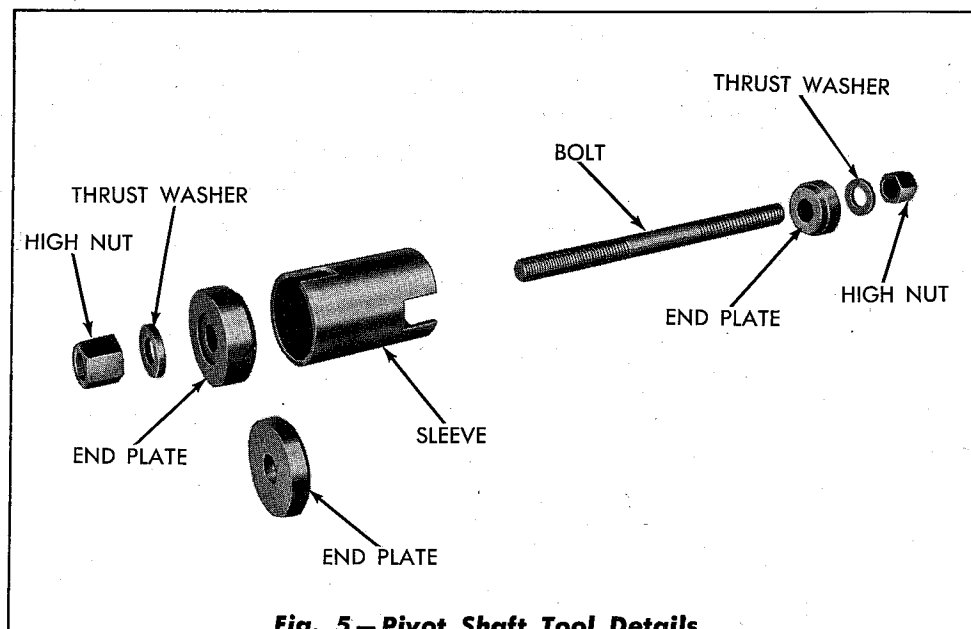 THRUST WASHER
BOLT
THRUST WASHER
HIGH NUT
HIGH NUT
END PLATE
SLEEVE
END PLATE
END PLATE
Fig. 5—Pivot Shaft Tool Details